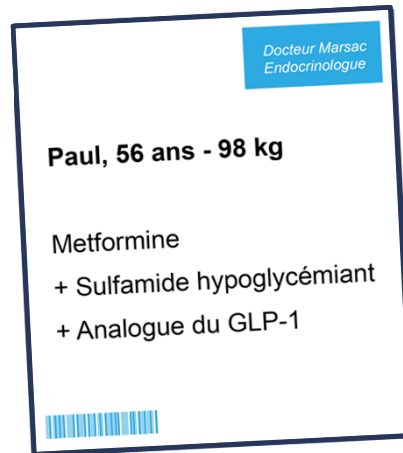 Docteur Marsac
Endocrinologue
Paul, 56 ans - 98 kg
Metformine
+ Sulfamide hypoglycémiant
+ Analogue du GLP-1